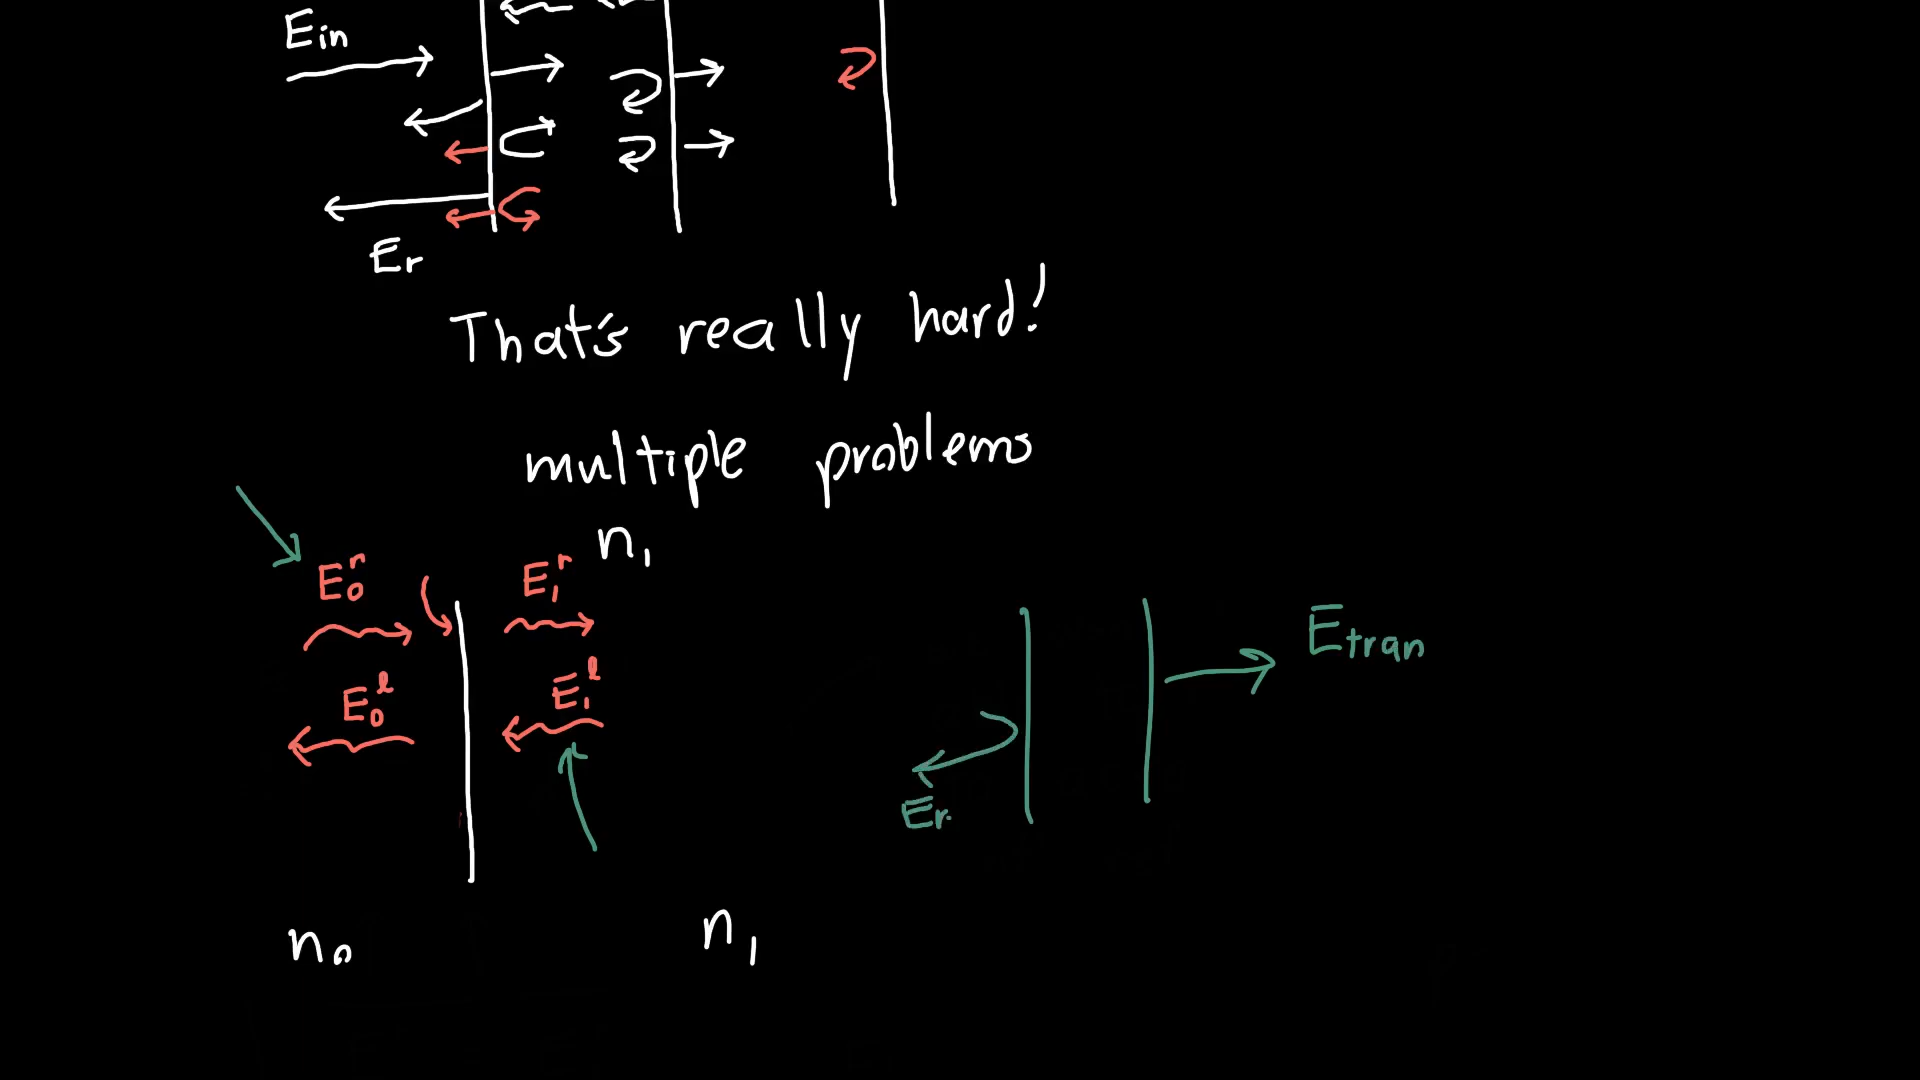 Ein
Er
That's really hard!
multiple problems
n₁
E₀ʳ E₁ʳ
Etran
E₀ˡ E₁ˡ
Er
n₀ n₁